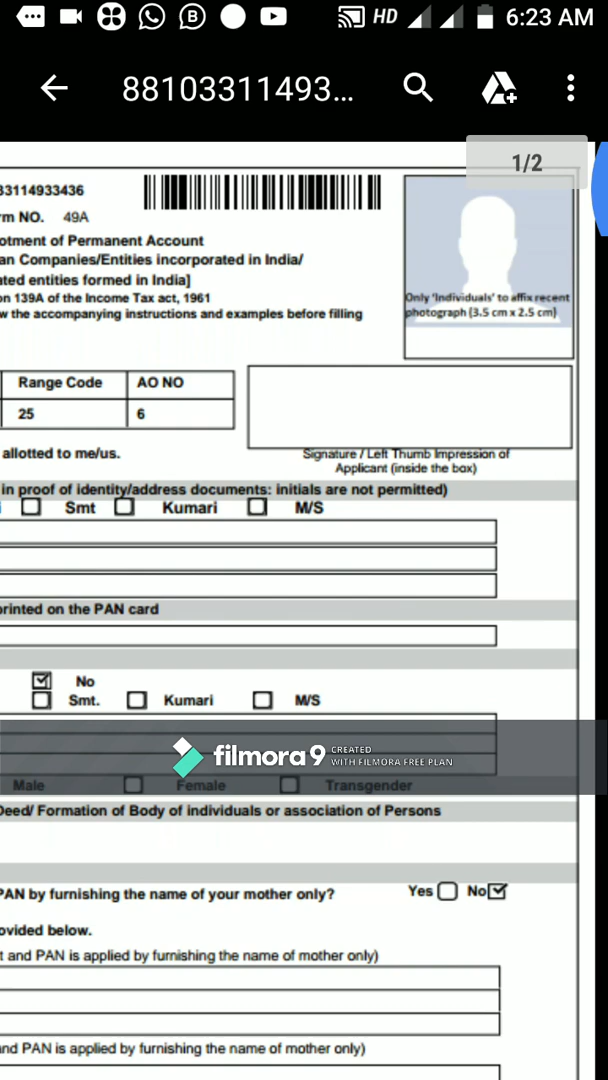 HD 6:23 AM
88103311493...
1/2
33114933436
rm NO. 49A
otment of Permanent Account
an Companies/Entities incorporated in India/
ated entities formed in India]
on 139A of the Income Tax act, 1961
w the accompanying instructions and examples before filling
Only 'Individuals' to affix recent
photograph (3.5 cm x 2.5 cm)
Range Code AO NO
25 6
allotted to me/us.
Signature / Left Thumb Impression of
Applicant (inside the box)
in proof of identity/address documents: initials are not permitted)
Smt Kumari M/S
printed on the PAN card
No
Smt. Kumari M/S
filmora9 CREATED
WITH FILMORA FREE PLAN
Male Female Transgender
Deed/ Formation of Body of individuals or association of Persons
PAN by furnishing the name of your mother only? Yes No
ovided below.
t and PAN is applied by furnishing the name of mother only)
and PAN is applied by furnishing the name of mother only)